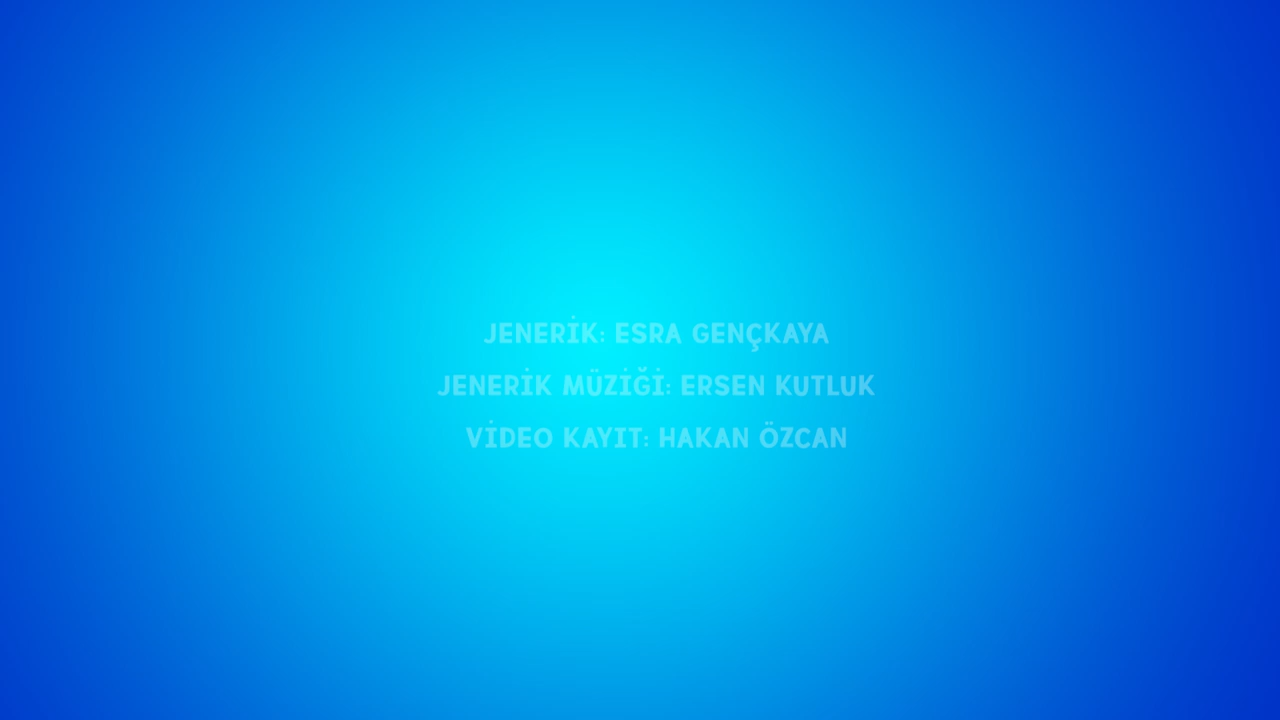 JENERİK: ESRA GENÇKAYA
JENERİK MÜZİĞİ: ERSEN KUTLUK
VİDEO KAYIT: HAKAN ÖZCAN